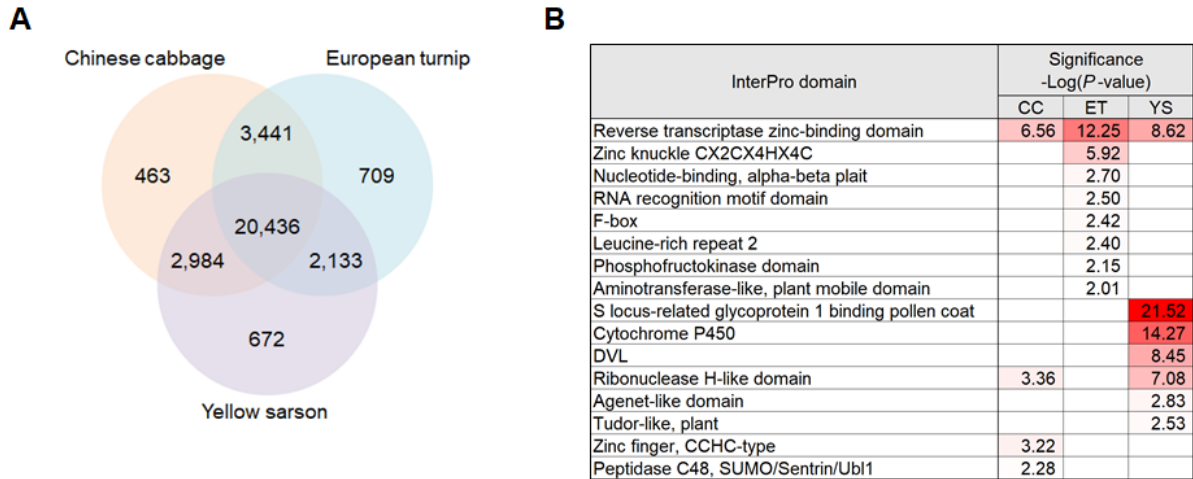 A
Chinese cabbage European turnip
3,441
463 709
20,436
2,984 2,133
672
Yellow sarson
B
InterPro domain
Significance
-Log(P-value)
CC ET YS
Reverse transcriptase zinc-binding domain 6.56 12.25 8.62
Zinc knuckle CX2CX4HX4C 5.92
Nucleotide-binding, alpha-beta plait 2.70
RNA recognition motif domain 2.50
F-box 2.42
Leucine-rich repeat 2 2.40
Phosphofructokinase domain 2.15
Aminotransferase-like, plant mobile domain 2.01
S locus-related glycoprotein 1 binding pollen coat 21.52
Cytochrome P450 14.27
DVL 8.45
Ribonuclease H-like domain 3.36 7.08
Agenet-like domain 2.83
Tudor-like, plant 2.53
Zinc finger, CCHC-type 3.22
Peptidase C48, SUMO/Sentrin/Ubl1 2.28